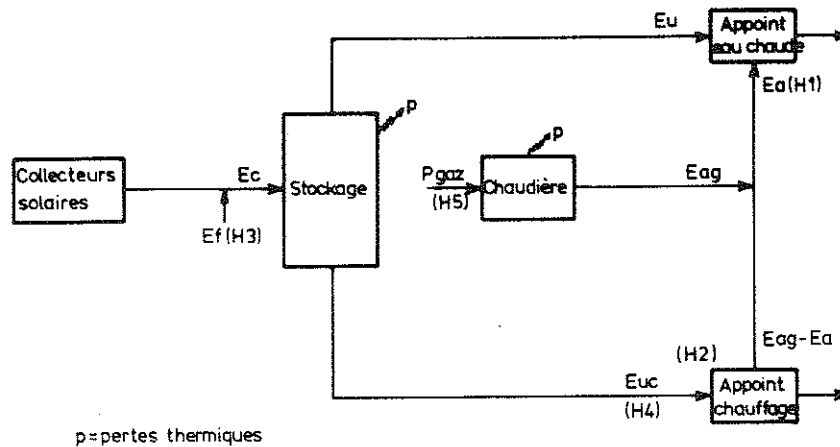 Eu
Appoint
eau chaude
Ea(H1)
p
p
Collecteurs
solaires
Ec
Ef(H3)
Stockage
Pgaz
(H5)
Chaudière
Eag
Eag-Ea
(H2)
Euc
(H4)
Appoint
chauffage
p=pertes thermiques